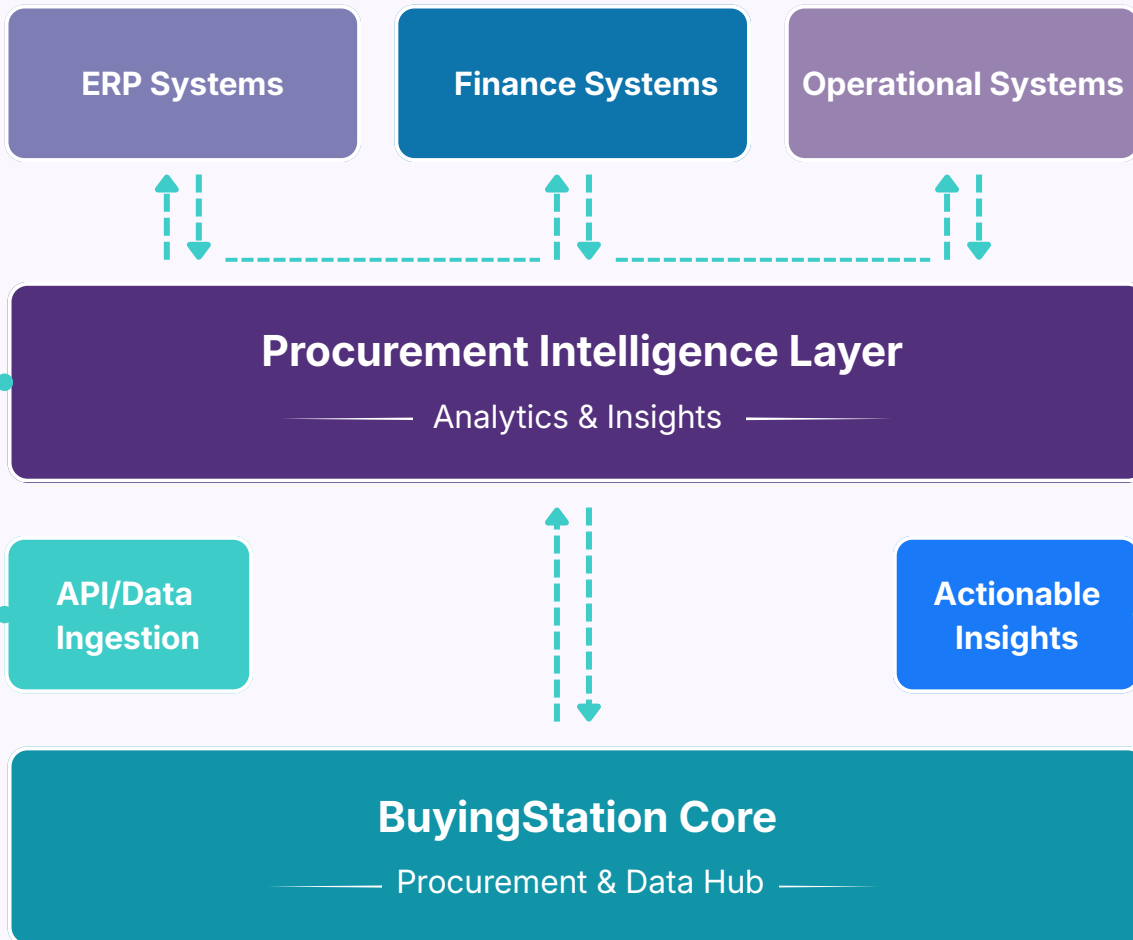 ERP Systems
Finance Systems
Operational Systems
Procurement Intelligence Layer
Analytics & Insights
API/Data
Ingestion
Actionable
Insights
BuyingStation Core
Procurement & Data Hub